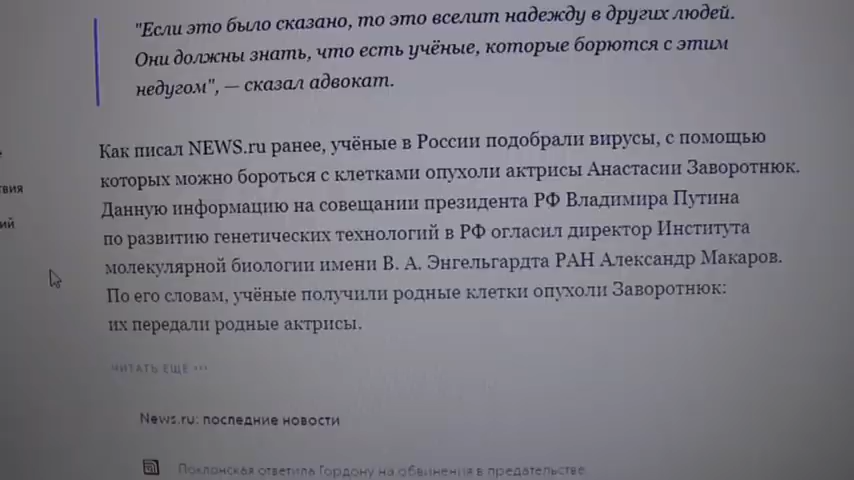 "Если это было сказано, то это вселит надежду в других людей.
Они должны знать, что есть учёные, которые борются с этим
недугом", — сказал адвокат.
Как писал NEWS.ru ранее, учёные в России подобрали вирусы, с помощью
которых можно бороться с клетками опухоли актрисы Анастасии Заворотнюк.
твия
Данную информацию на совещании президента РФ Владимира Путина
ий
по развитию генетических технологий в РФ огласил директор Института
молекулярной биологии имени В. А. Энгельгардта РАН Александр Макаров.
По его словам, учёные получили родные клетки опухоли Заворотнюк:
их передали родные актрисы.
ЧИТАТЬ ЕЩЁ •••
News.ru: последние новости
Поклонская ответила Гордону на обвинения в предательстве